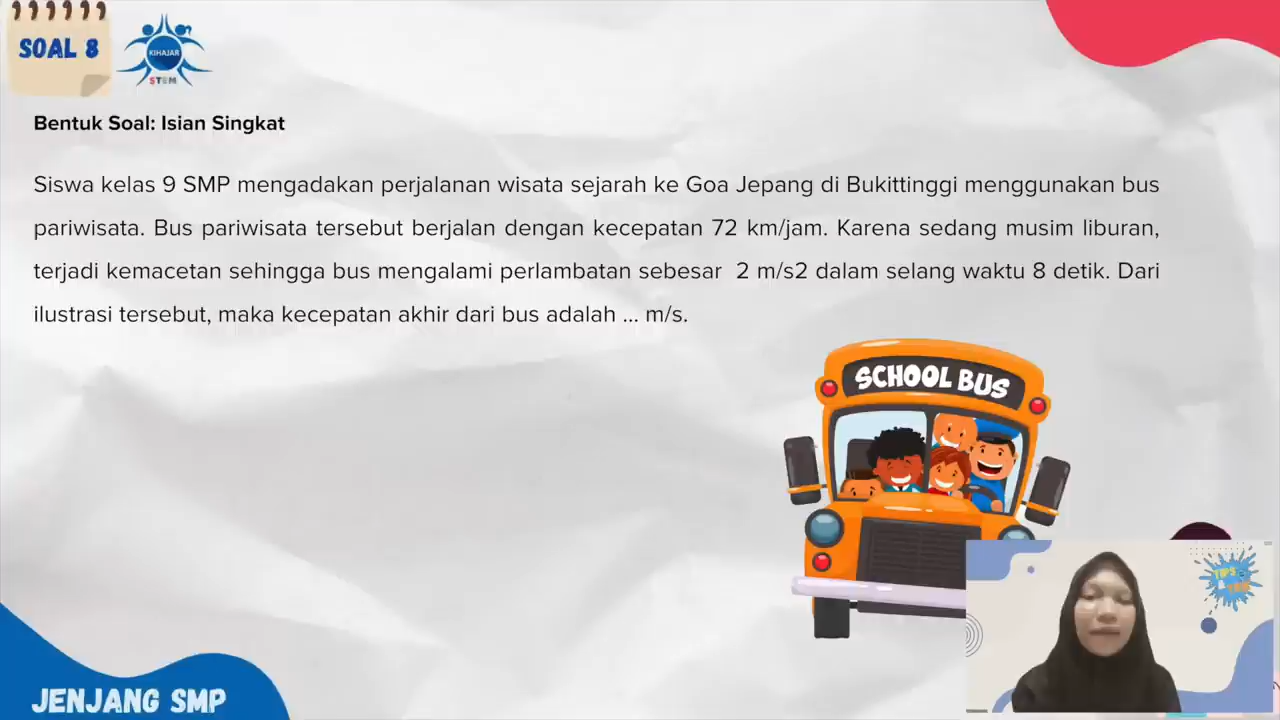 SOAL 8
KIHAJAR
STEM
Bentuk Soal: Isian Singkat
Siswa kelas 9 SMP mengadakan perjalanan wisata sejarah ke Goa Jepang di Bukittinggi menggunakan bus
pariwisata. Bus pariwisata tersebut berjalan dengan kecepatan 72 km/jam. Karena sedang musim liburan,
terjadi kemacetan sehingga bus mengalami perlambatan sebesar 2 m/s2 dalam selang waktu 8 detik. Dari
ilustrasi tersebut, maka kecepatan akhir dari bus adalah ... m/s.
SCHOOL BUS
TIPS
JENJANG SMP